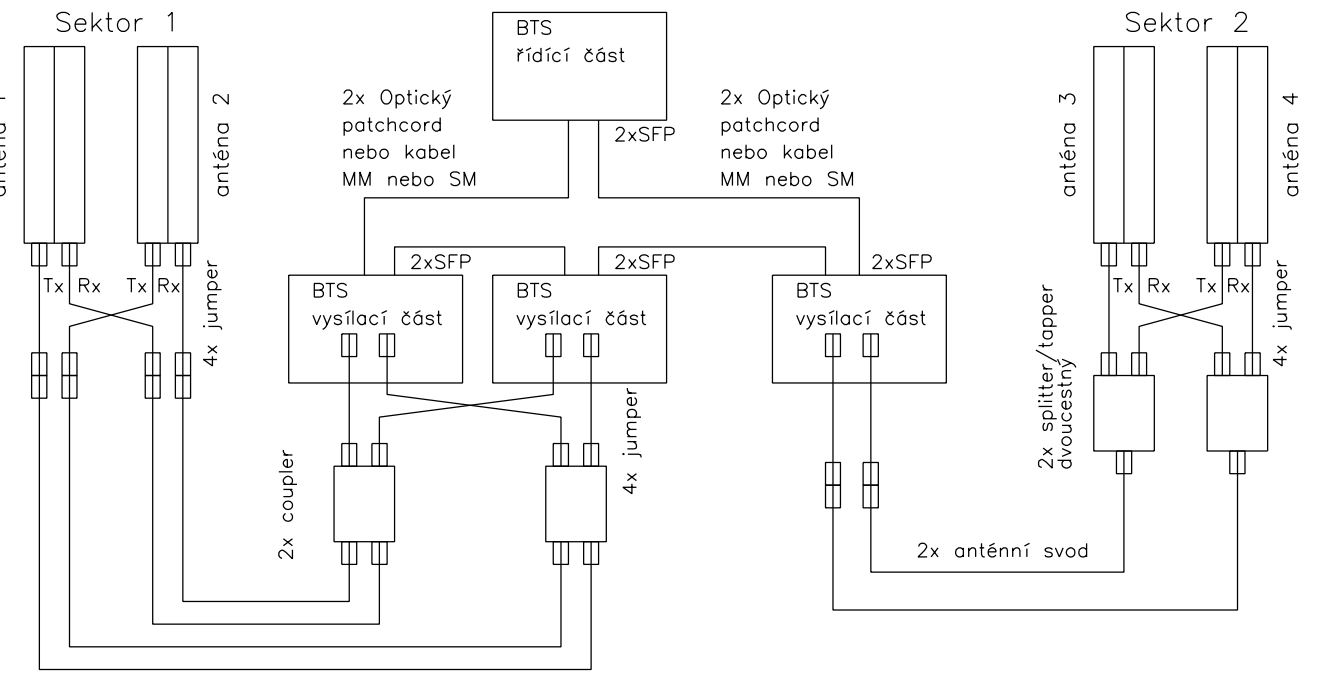 Sektor 1
BTS
řídící část
Sektor 2
anténa 1
anténa 2
2x Optický
patchcord
nebo kabel
MM nebo SM
2xSFP
2x Optický
patchcord
nebo kabel
MM nebo SM
anténa 3
anténa 4
2xSFP
2xSFP
2xSFP
Tx Rx
Tx Rx
4x jumper
BTS
vysílací část
BTS
vysílací část
BTS
vysílací část
Tx Rx
Tx Rx
4x jumper
2x splitter/tapper
dvoucestný
2x coupler
4x jumper
2x anténní svod